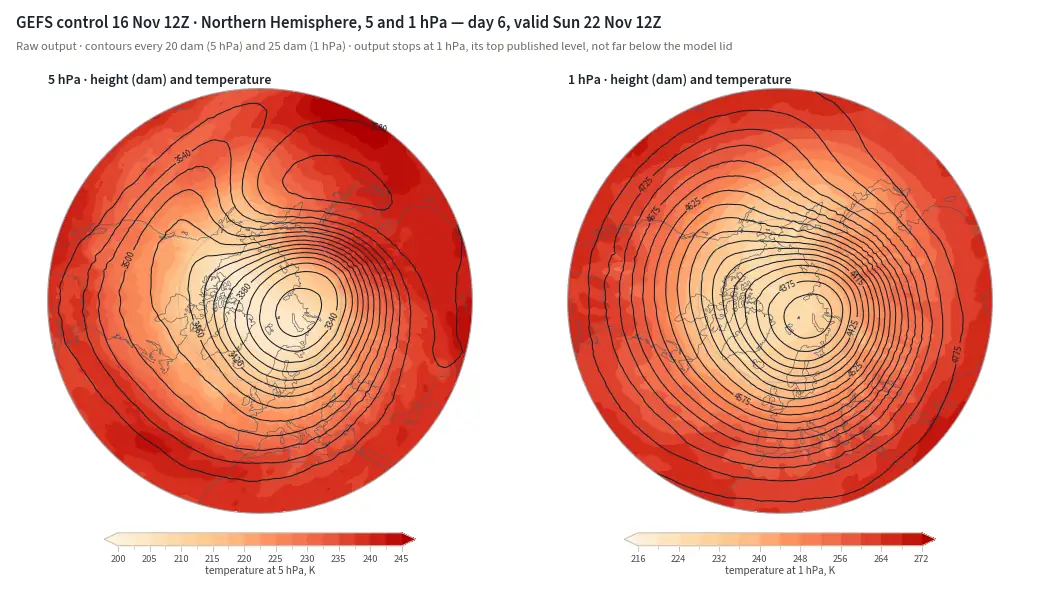 GEFS control 16 Nov 12Z · Northern Hemisphere, 5 and 1 hPa — day 6, valid Sun 22 Nov 12Z
Raw output · contours every 20 dam (5 hPa) and 25 dam (1 hPa) · output stops at 1 hPa, its top published level, not far below the model lid
5 hPa · height (dam) and temperature
1 hPa · height (dam) and temperature
3540
3500
3380
3340
4725
4675
4625
4375
4475
4425
4525
4575
4775
200 205 210 215 220 225 230 235 240 245
temperature at 5 hPa, K
216 224 232 240 248 256 264 272
temperature at 1 hPa, K